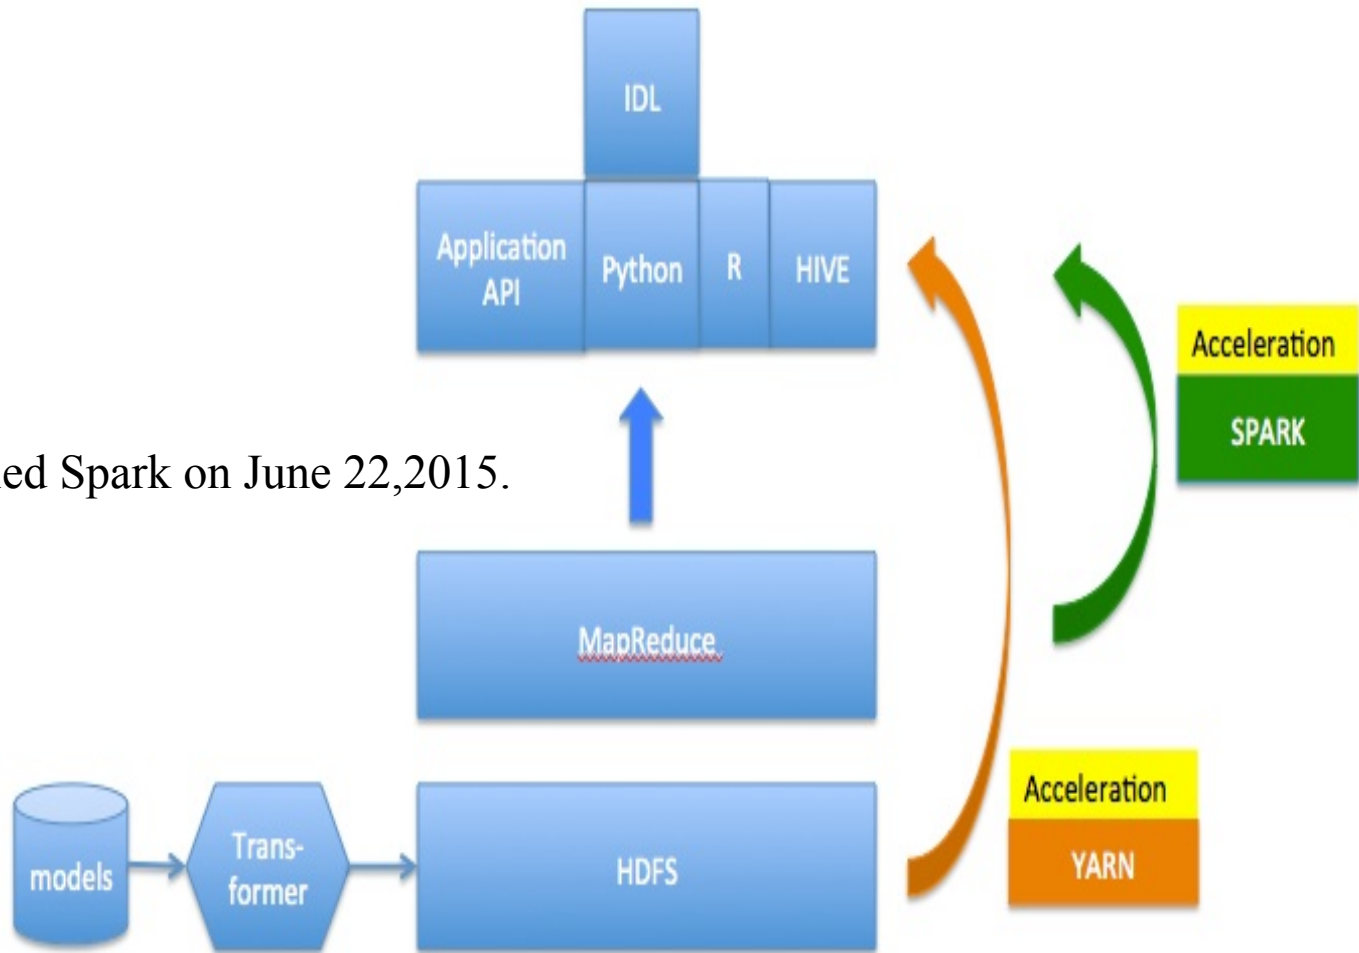 IDL
Application
API
Python
R
HIVE
Acceleration
SPARK
Spark on June 22,2015.
MapReduce
Acceleration
YARN
models
Trans-
former
HDFS